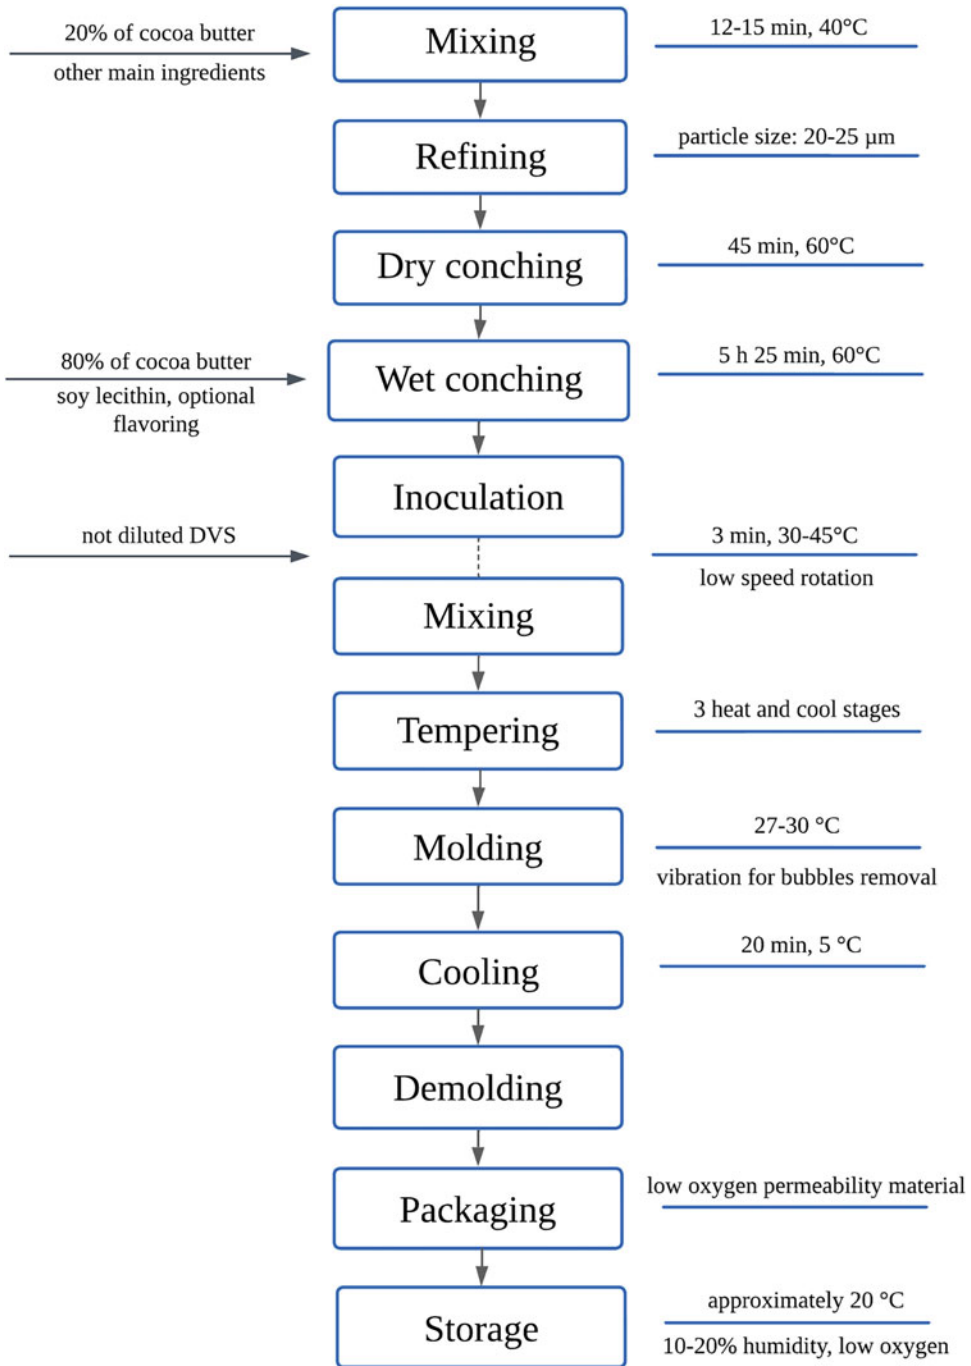 20% of cocoa butter
other main ingredients
Mixing
12-15 min, 40°C
Refining
particle size: 20-25 µm
Dry conching
45 min, 60°C
80% of cocoa butter
soy lecithin, optional
flavoring
Wet conching
5 h 25 min, 60°C
Inoculation
not diluted DVS
3 min, 30-45°C
low speed rotation
Mixing
Tempering
3 heat and cool stages
Molding
27-30 °C
vibration for bubbles removal
Cooling
20 min, 5 °C
Demolding
Packaging
low oxygen permeability material
Storage
approximately 20 °C
10-20% humidity, low oxygen